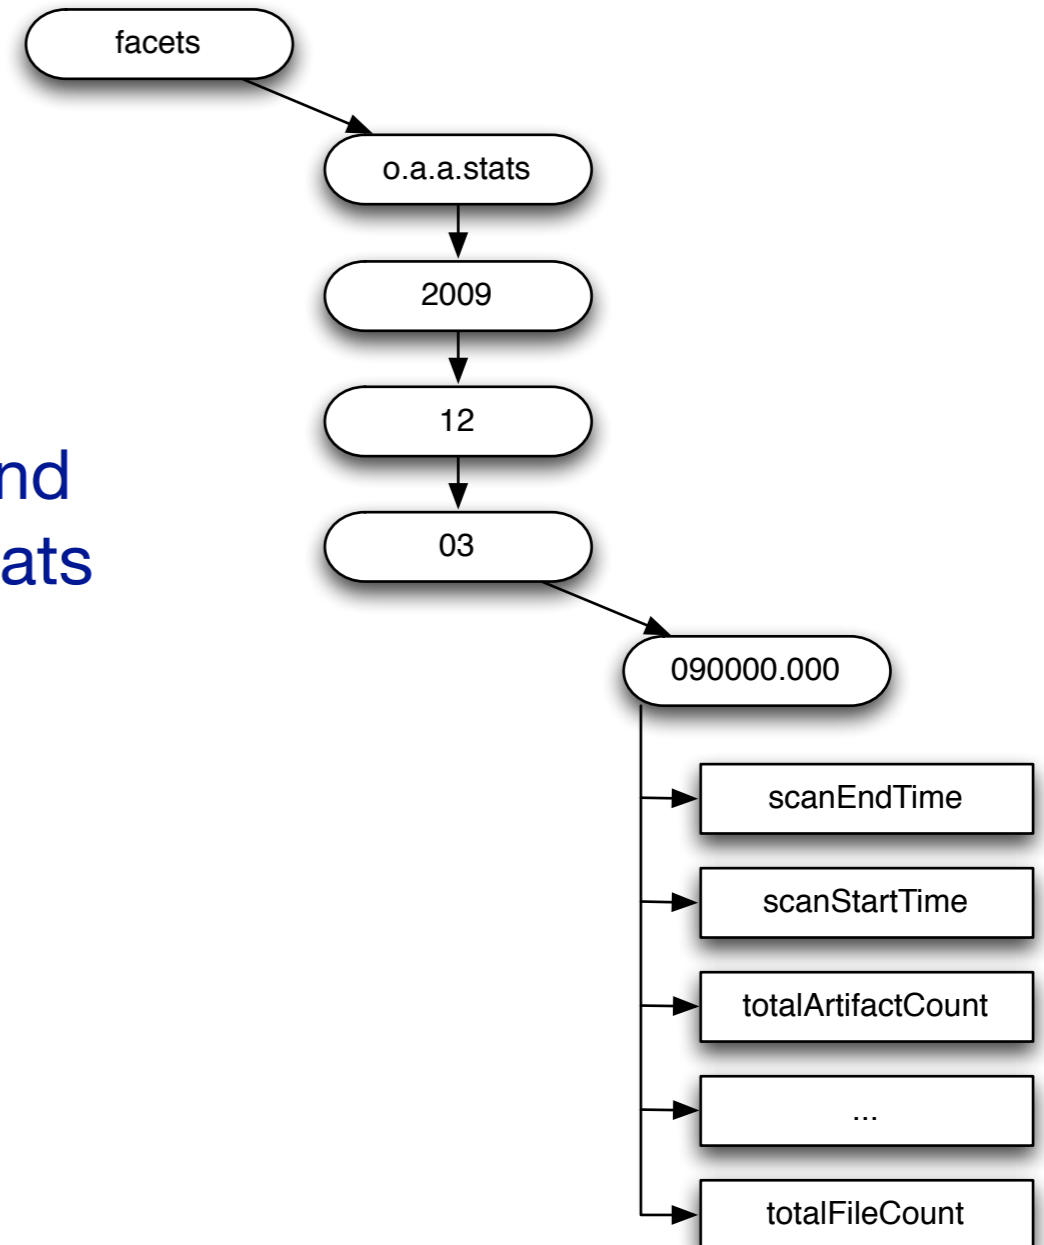 facets
o.a.a.stats
2009
12
nd
ats
03
090000.000
scanEndTime
scanStartTime
totalArtifactCount
...
totalFileCount